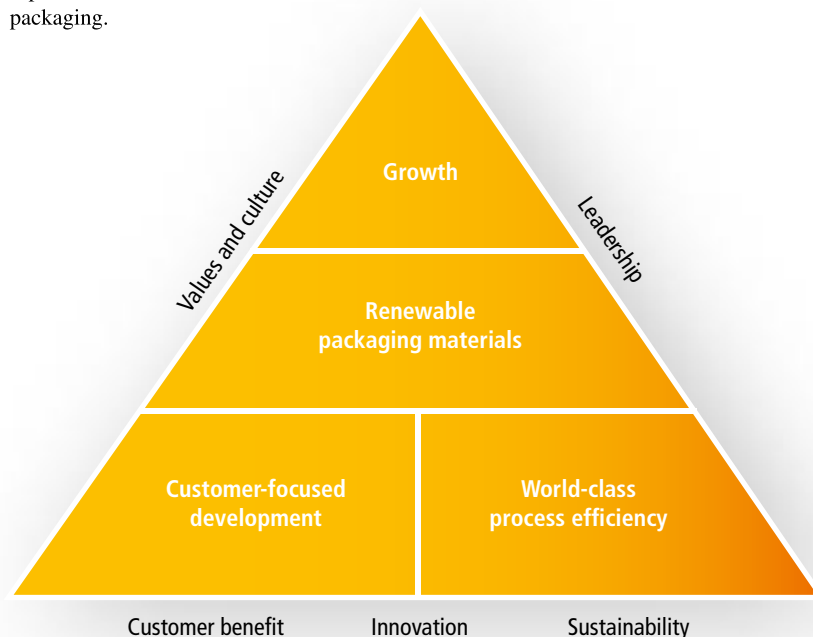 packaging.
Growth
Values and culture
Leadership
Renewable
packaging materials
Customer-focused
development
World-class
process efficiency
Customer benefit
Innovation
Sustainability